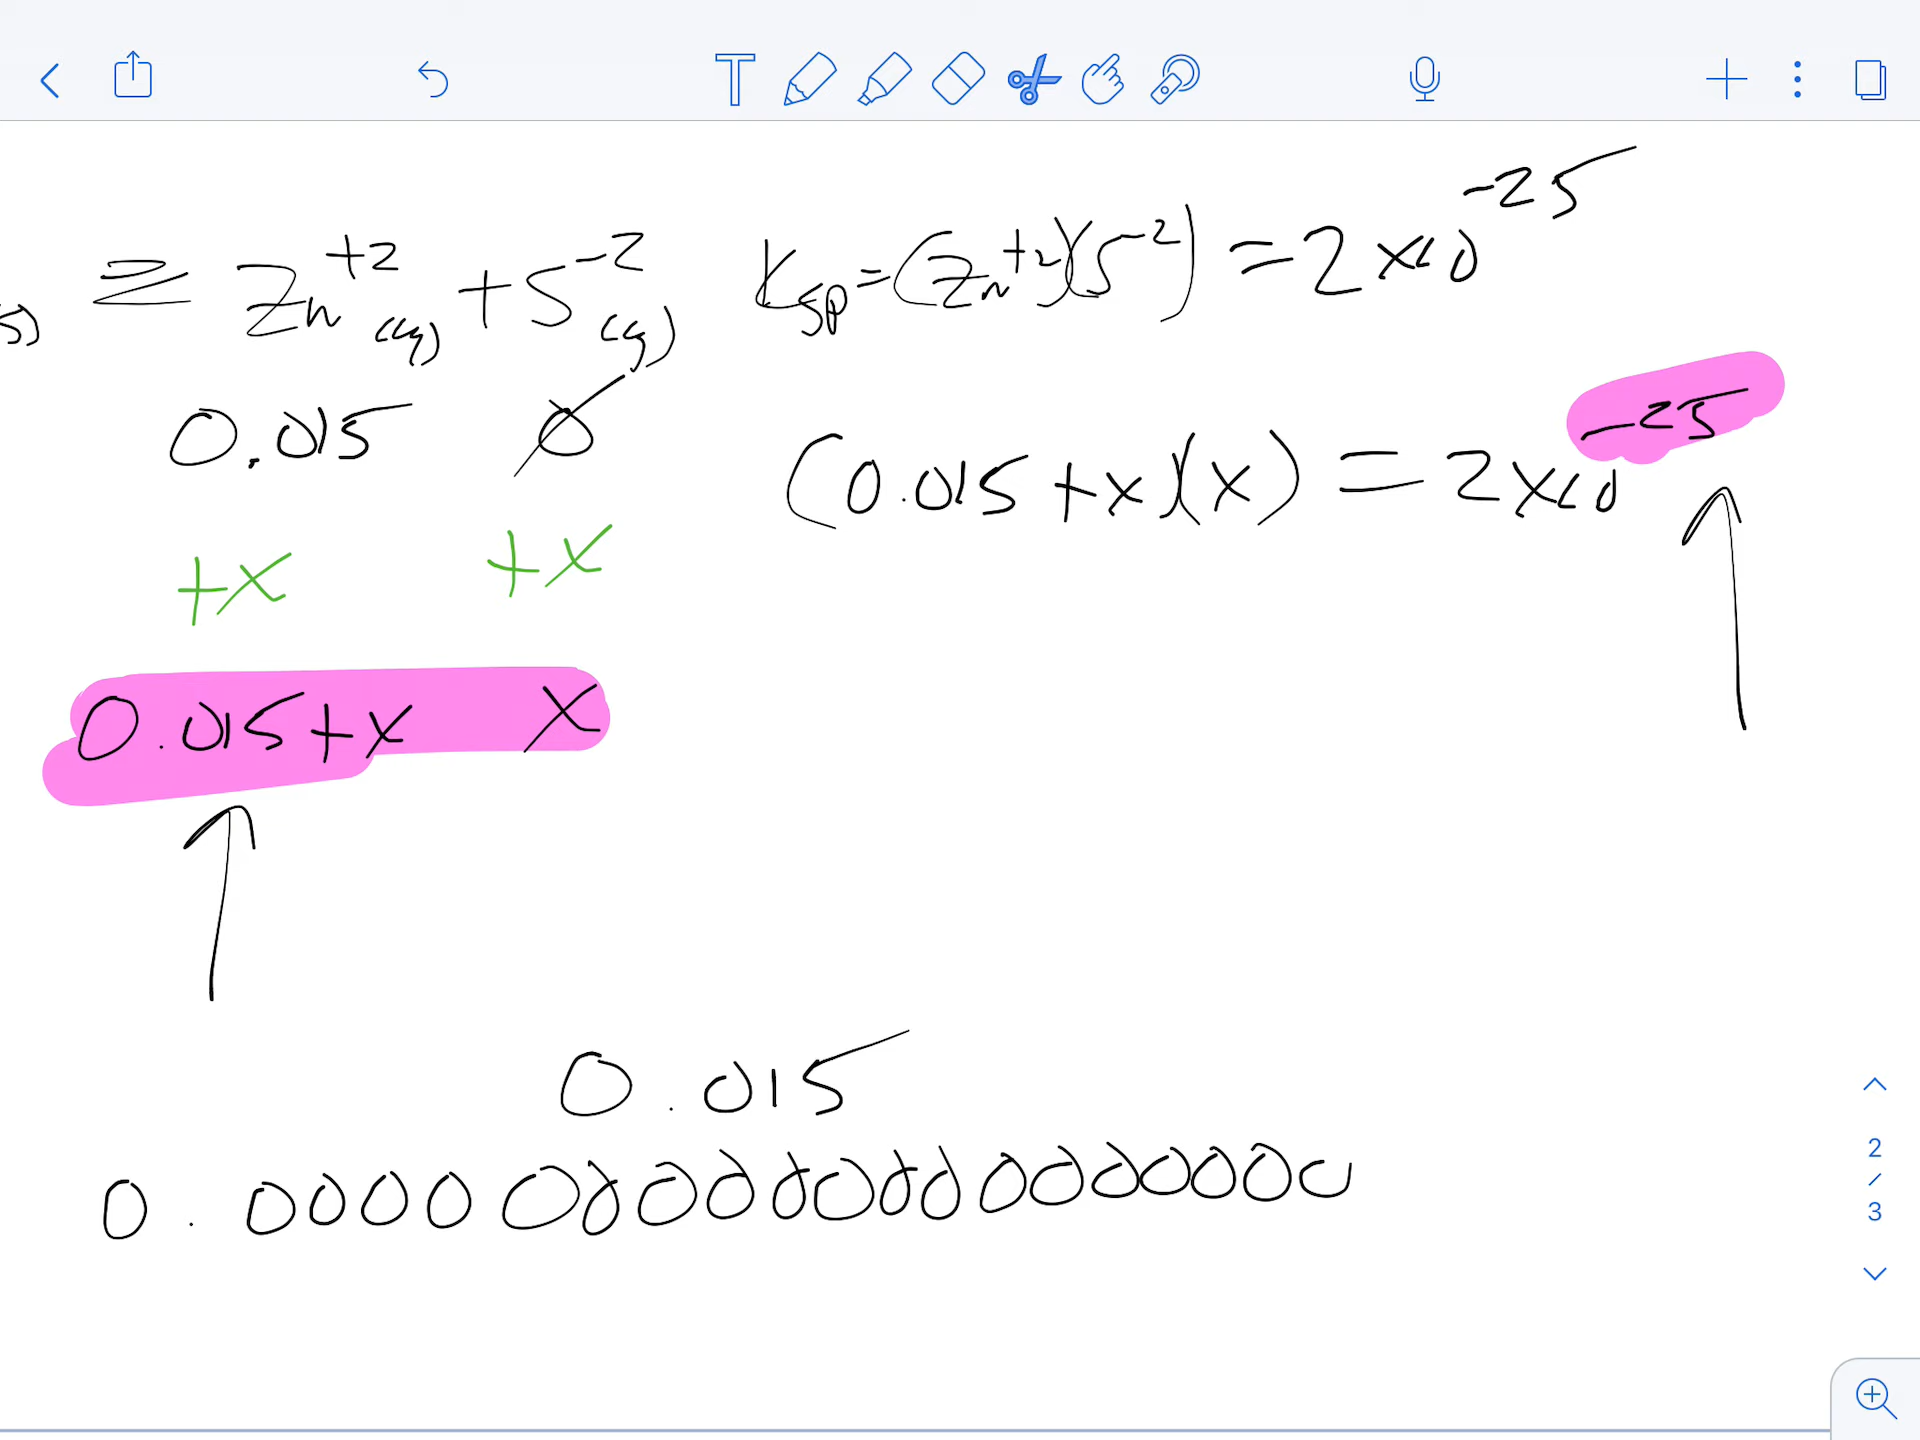 (s) ⇌ Zn⁺² (aq) + S⁻² (aq) Ksp = (Zn⁺²)(S⁻²) = 2 x 10⁻²⁵
0.015 0 (0.015 + x)(x) = 2 x 10⁻²⁵
+x +x
0.015 + x x
0.015
0.000000000000000000000
T
2
/
3